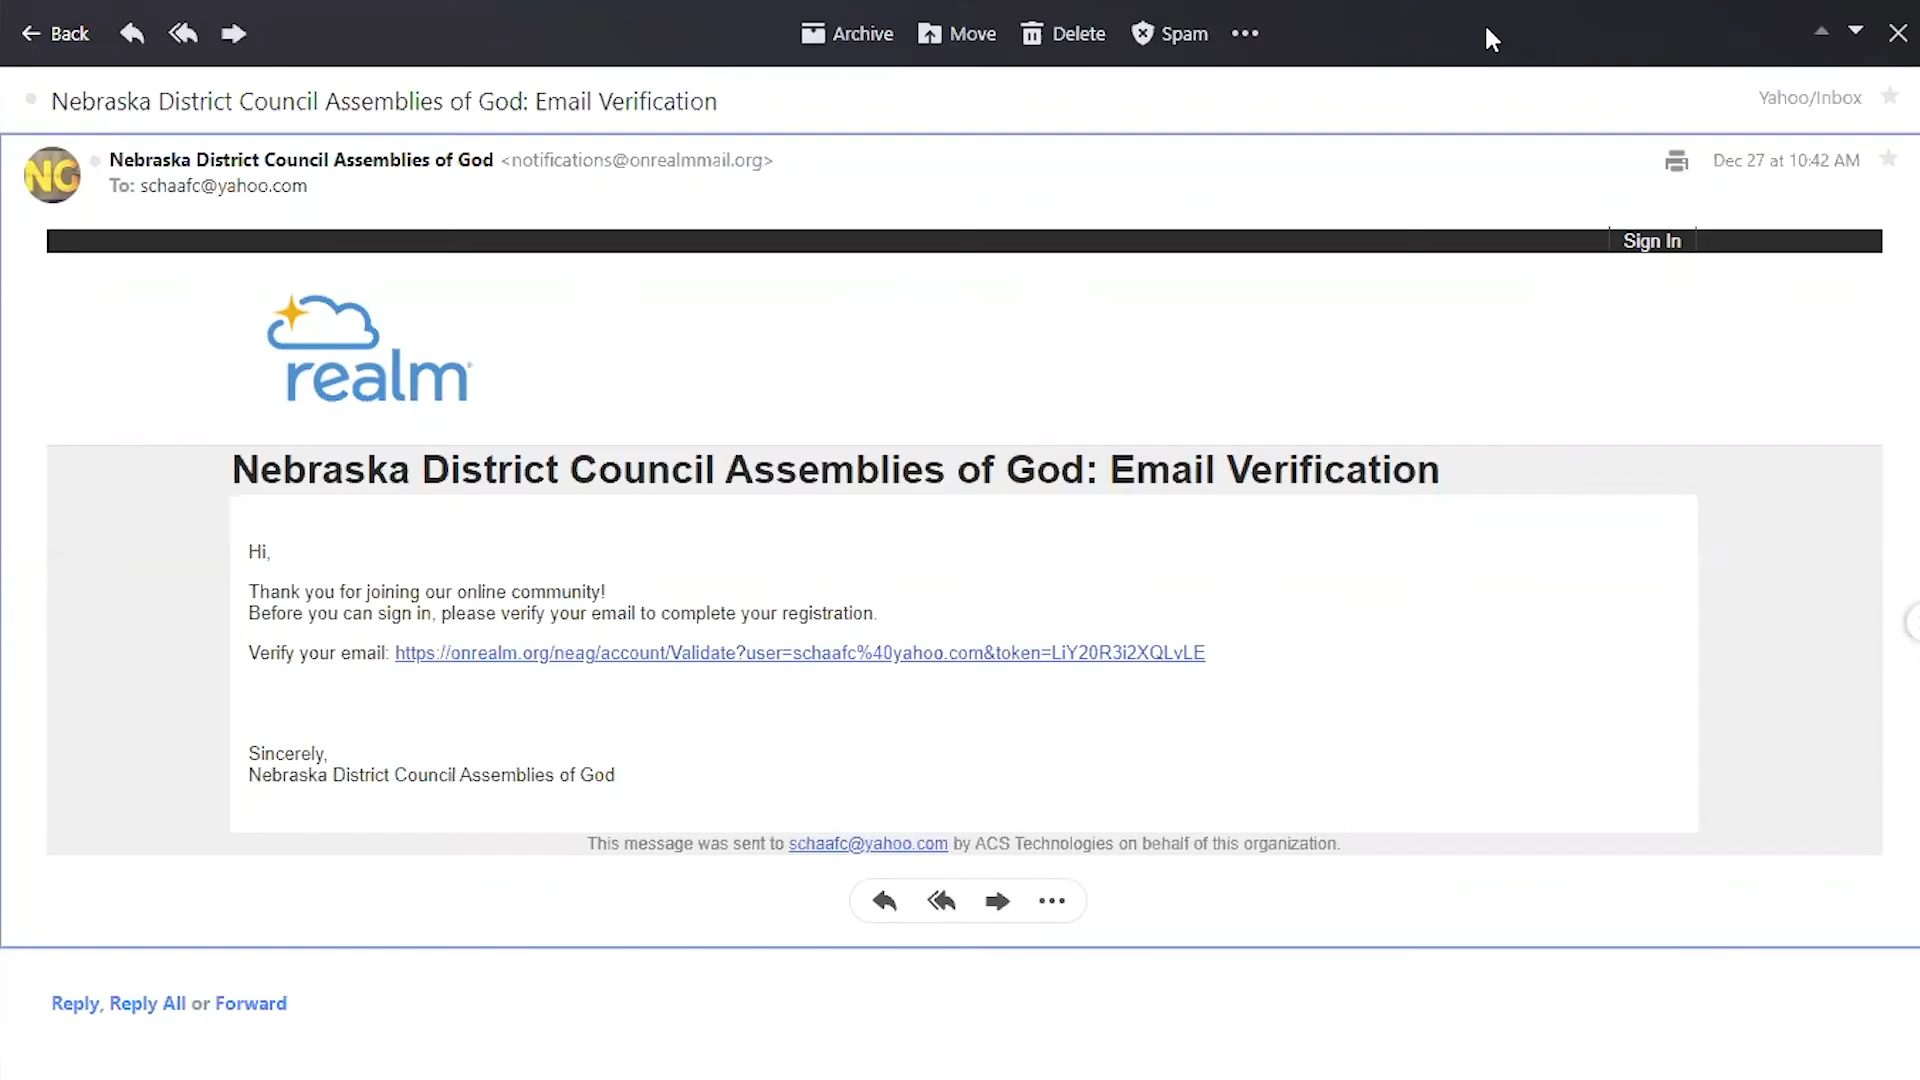 Back
Archive
Move
Delete
Spam
Nebraska District Council Assemblies of God: Email Verification
Yahoo/Inbox
NG
Nebraska District Council Assemblies of God <notifications@onrealmmail.org>
Dec 27 at 10:42 AM
To: schaafc@yahoo.com
Sign In
realm
Nebraska District Council Assemblies of God: Email Verification
Hi,
Thank you for joining our online community!
Before you can sign in, please verify your email to complete your registration.
Verify your email: https://onrealm.org/neag/account/Validate?user=schaafc%40yahoo.com&token=LiY20R3i2XQLvLE
Sincerely,
Nebraska District Council Assemblies of God
This message was sent to schaafc@yahoo.com by ACS Technologies on behalf of this organization.
Reply, Reply All or Forward